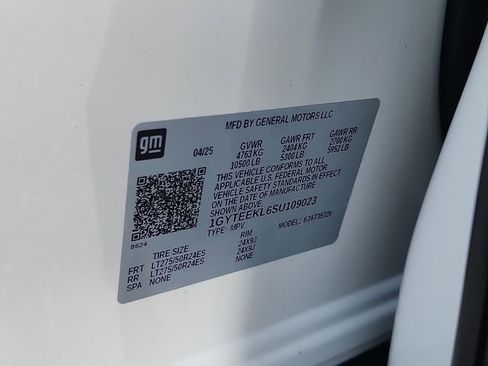 gm
MFD BY GENERAL MOTORS LLC
04/25 GVWR GAWR FRT GAWR RR
4763 KG 2404 KG 2700 KG
10500 LB 5300 LB 5952 LB
THIS VEHICLE CONFORMS TO ALL
APPLICABLE U.S. FEDERAL MOTOR
VEHICLE SAFETY STANDARDS IN
EFFECT ON THE DATE OF MANUFACTURE
SHOWN ABOVE.
1GYTEEKL6SU109023
TYPE: MPV MODEL:
8624
TIRE SIZE RIM
FRT LT275/50R24ES 24X9J
RR LT275/50R24ES 24X9J
SPA NONE NONE